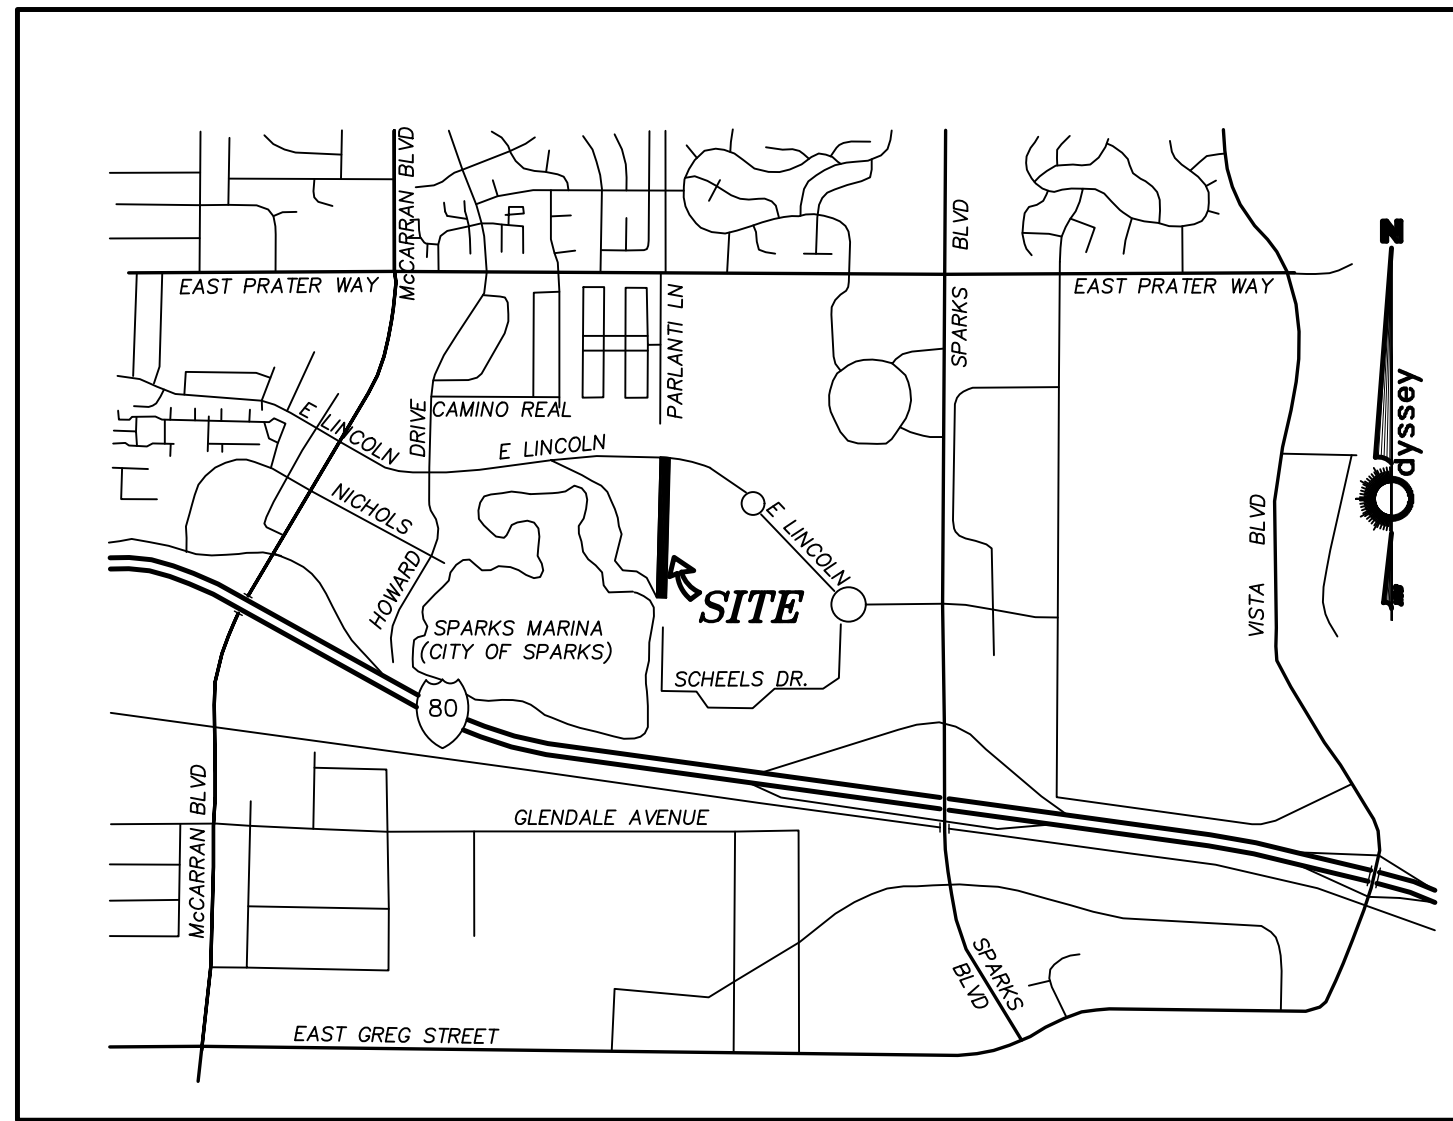 McCARRAN BLVD
BLVD
SPARKS
N
EAST PRATER WAY
EAST PRATER WAY
PARLANTI LN
dyssey
CAMINO REAL
DRIVE
E LINCOLN
E LINCOLN
NICHOLS
E LINCOLN
BLVD
VISTA
HOWARD
SITE
SPARKS MARINA
(CITY OF SPARKS)
SCHEELS DR.
80
McCARRAN BLVD
GLENDALE AVENUE
SPARKS
BLVD
EAST GREG STREET